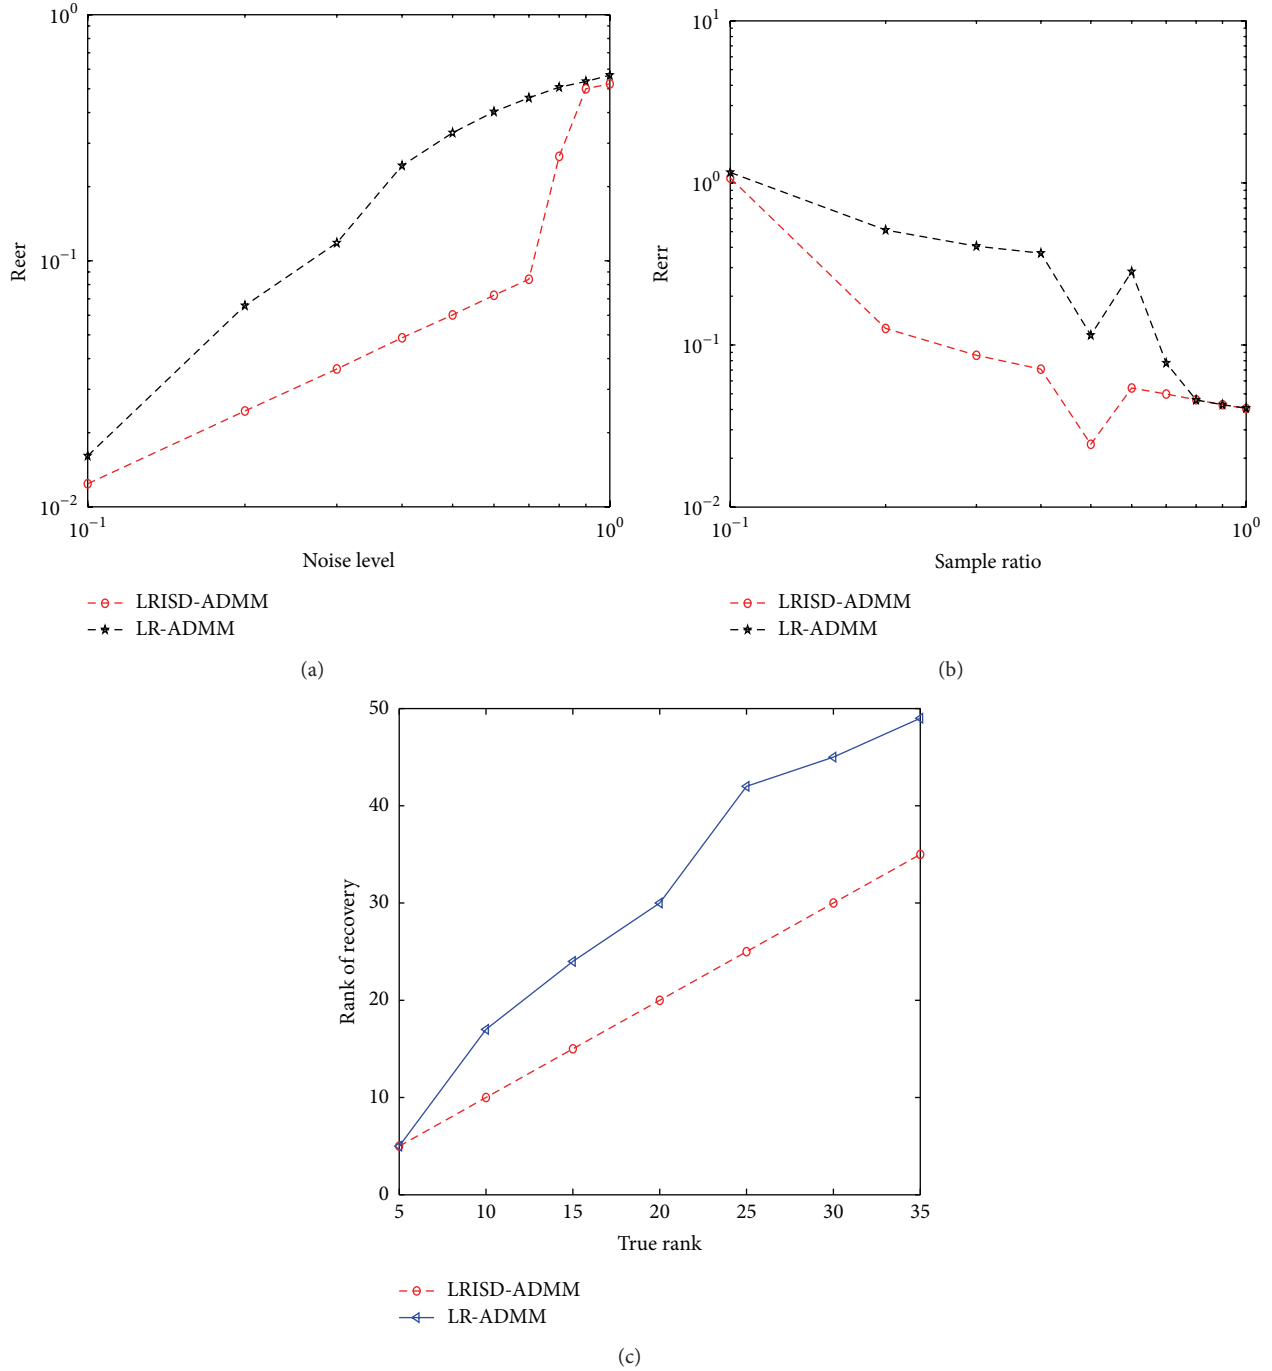 10^0
10^-1
10^-2
Reer
10^-1
10^0
Noise level
LRISD-ADMM
LR-ADMM
(a)
10^1
10^0
10^-1
10^-2
Rerr
10^-1
10^0
Sample ratio
LRISD-ADMM
LR-ADMM
(b)
50
40
30
20
10
0
Rank of recovery
5 10 15 20 25 30 35
True rank
LRISD-ADMM
LR-ADMM
(c)